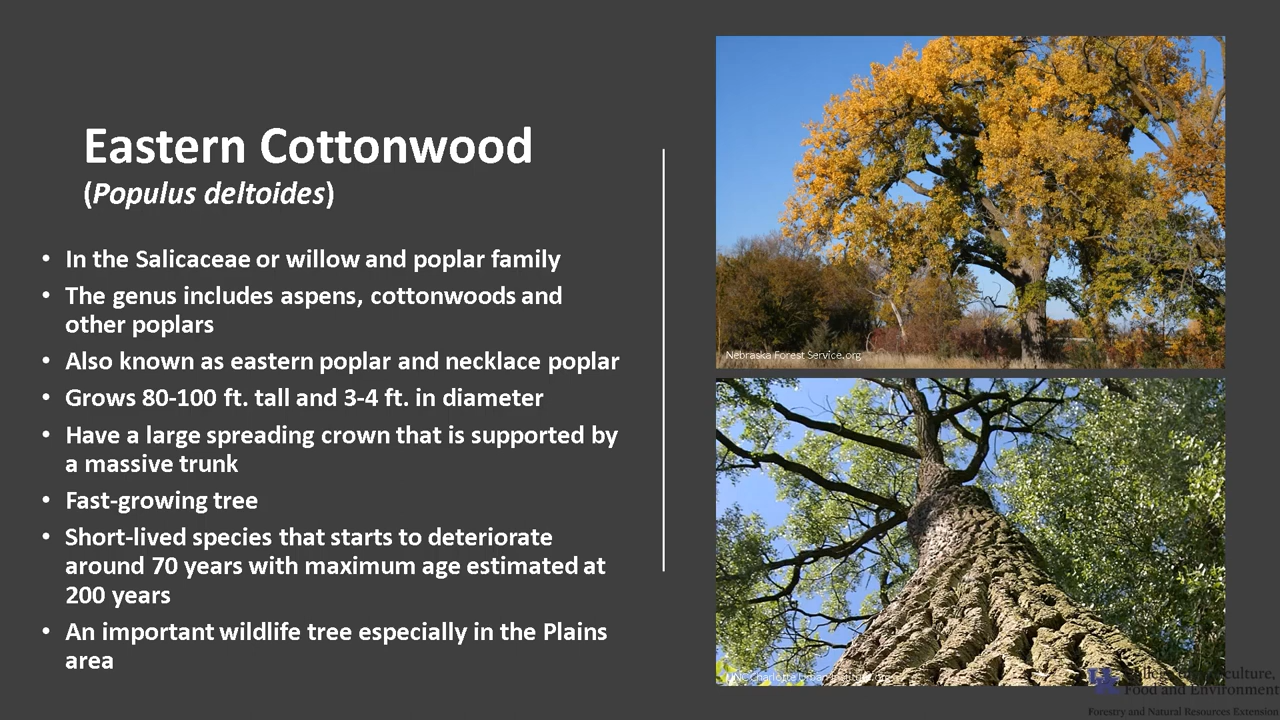 Eastern Cottonwood
(Populus deltoides)
• In the Salicaceae or willow and poplar family
• The genus includes aspens, cottonwoods and
other poplars
• Also known as eastern poplar and necklace poplar
• Grows 80-100 ft. tall and 3-4 ft. in diameter
• Have a large spreading crown that is supported by
a massive trunk
• Fast-growing tree
• Short-lived species that starts to deteriorate
around 70 years with maximum age estimated at
200 years
• An important wildlife tree especially in the Plains
area
Nebraska Forest Service.org
Charlotte Urban
Food and Environment
Forestry and Natural Resources Extension